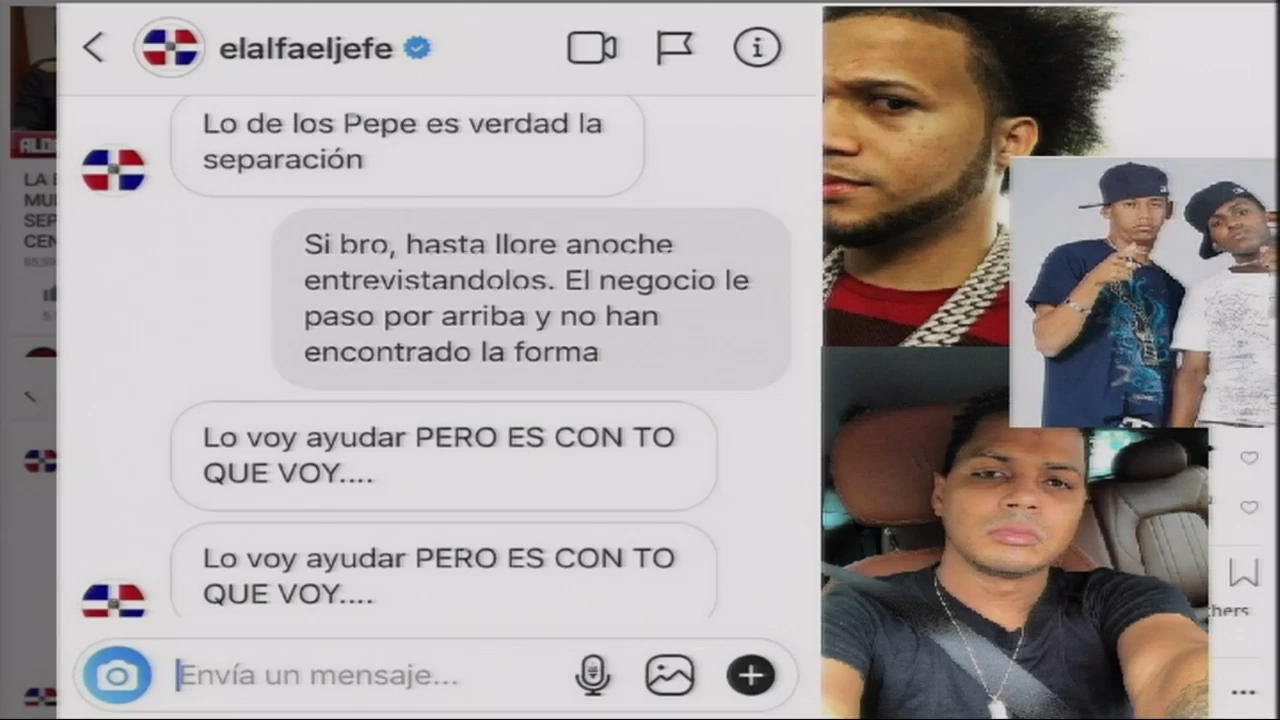 elalfaeljefe
Lo de los Pepe es verdad la
separación
Si bro, hasta llore anoche
entrevistandolos. El negocio le
paso por arriba y no han
encontrado la forma
Lo voy ayudar PERO ES CON TO
QUE VOY....
Lo voy ayudar PERO ES CON TO
QUE VOY....
Envía un mensaje...